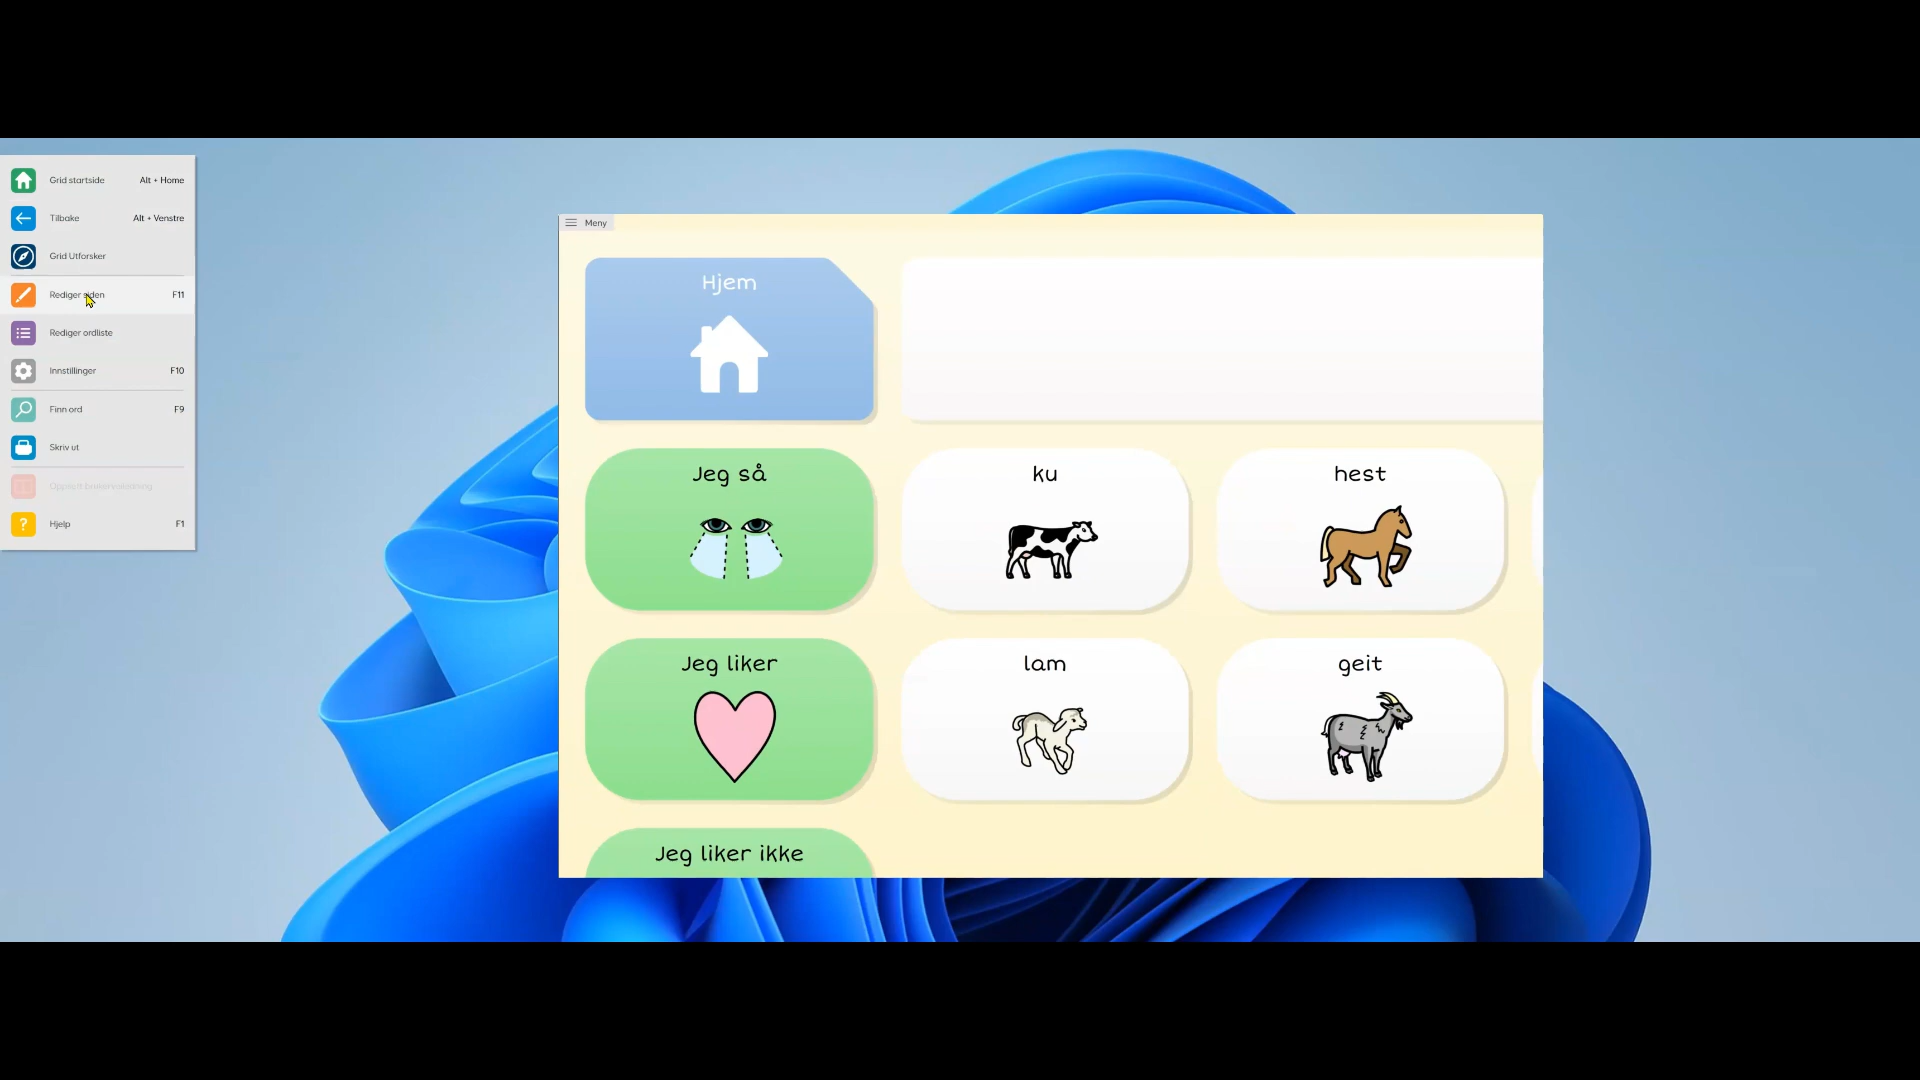 Grid startside Alt + Home
Tilbake Alt + Venstre
Grid Utforsker
Rediger siden F11
Rediger ordliste
Innstillinger F10
Finn ord F9
Skriv ut
Hjelp F1
Meny
Hjem
Jeg så
ku
hest
Jeg liker
lam
geit
Jeg liker ikke